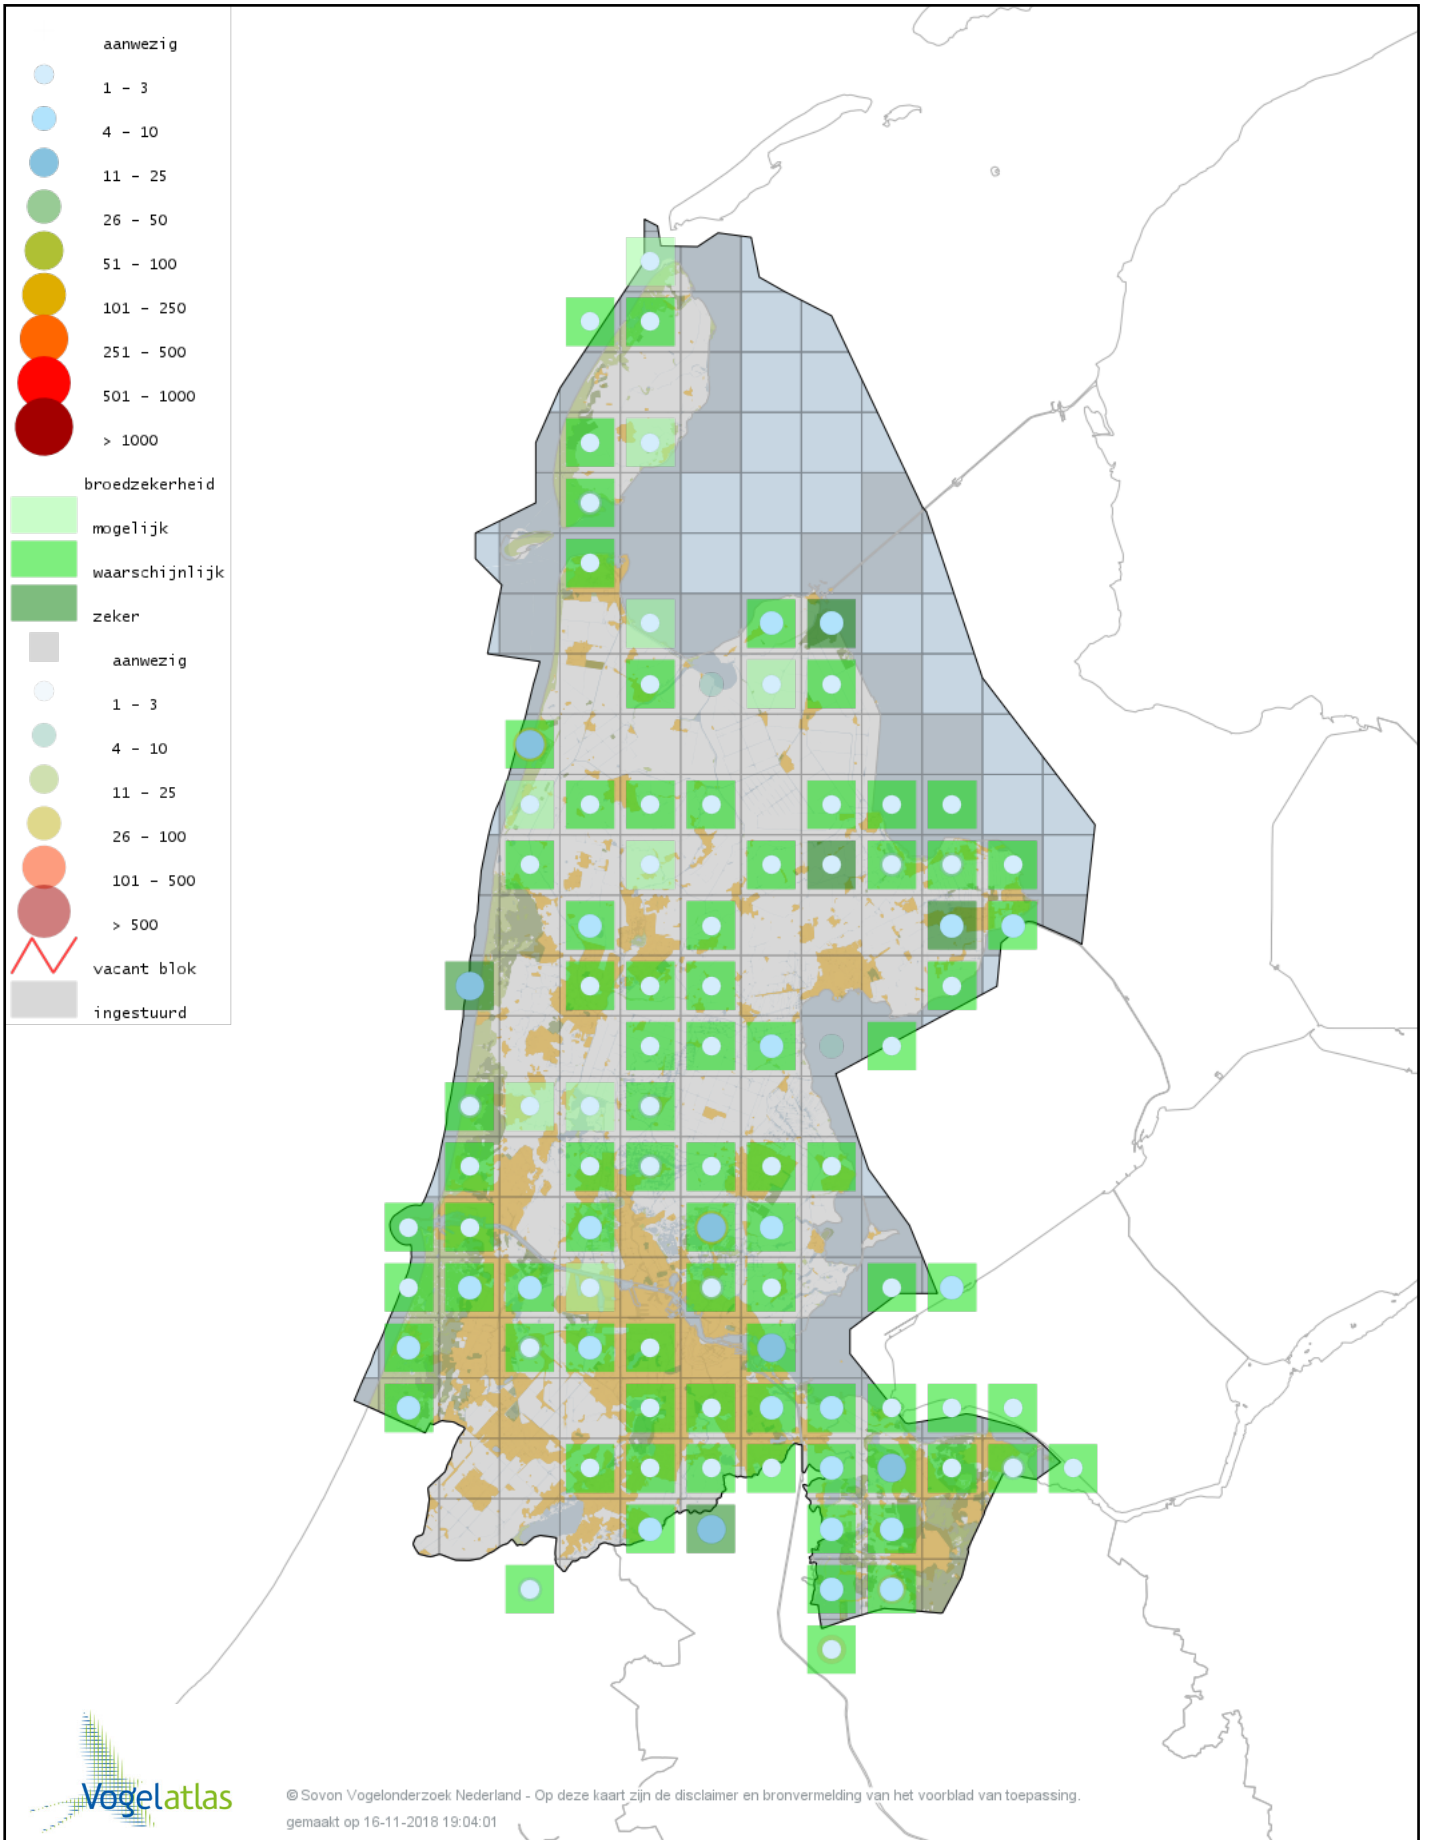 aanwezig
1 - 3
4 - 10
11 - 25
26 - 50
51 - 100
101 - 250
251 - 500
501 - 1000
> 1000
broedzekerheid
mogelijk
waarschijnlijk
zeker
aanwezig
1 - 3
4 - 10
11 - 25
26 - 100
101 - 500
> 500
vacant blok
ingestuurd
Vogelatlas
© Sovon Vogelonderzoek Nederland - Op deze kaart zijn de disclaimer en bronvermelding van het voorblad van toepassing.
gemaakt op 16-11-2018 19:04:01